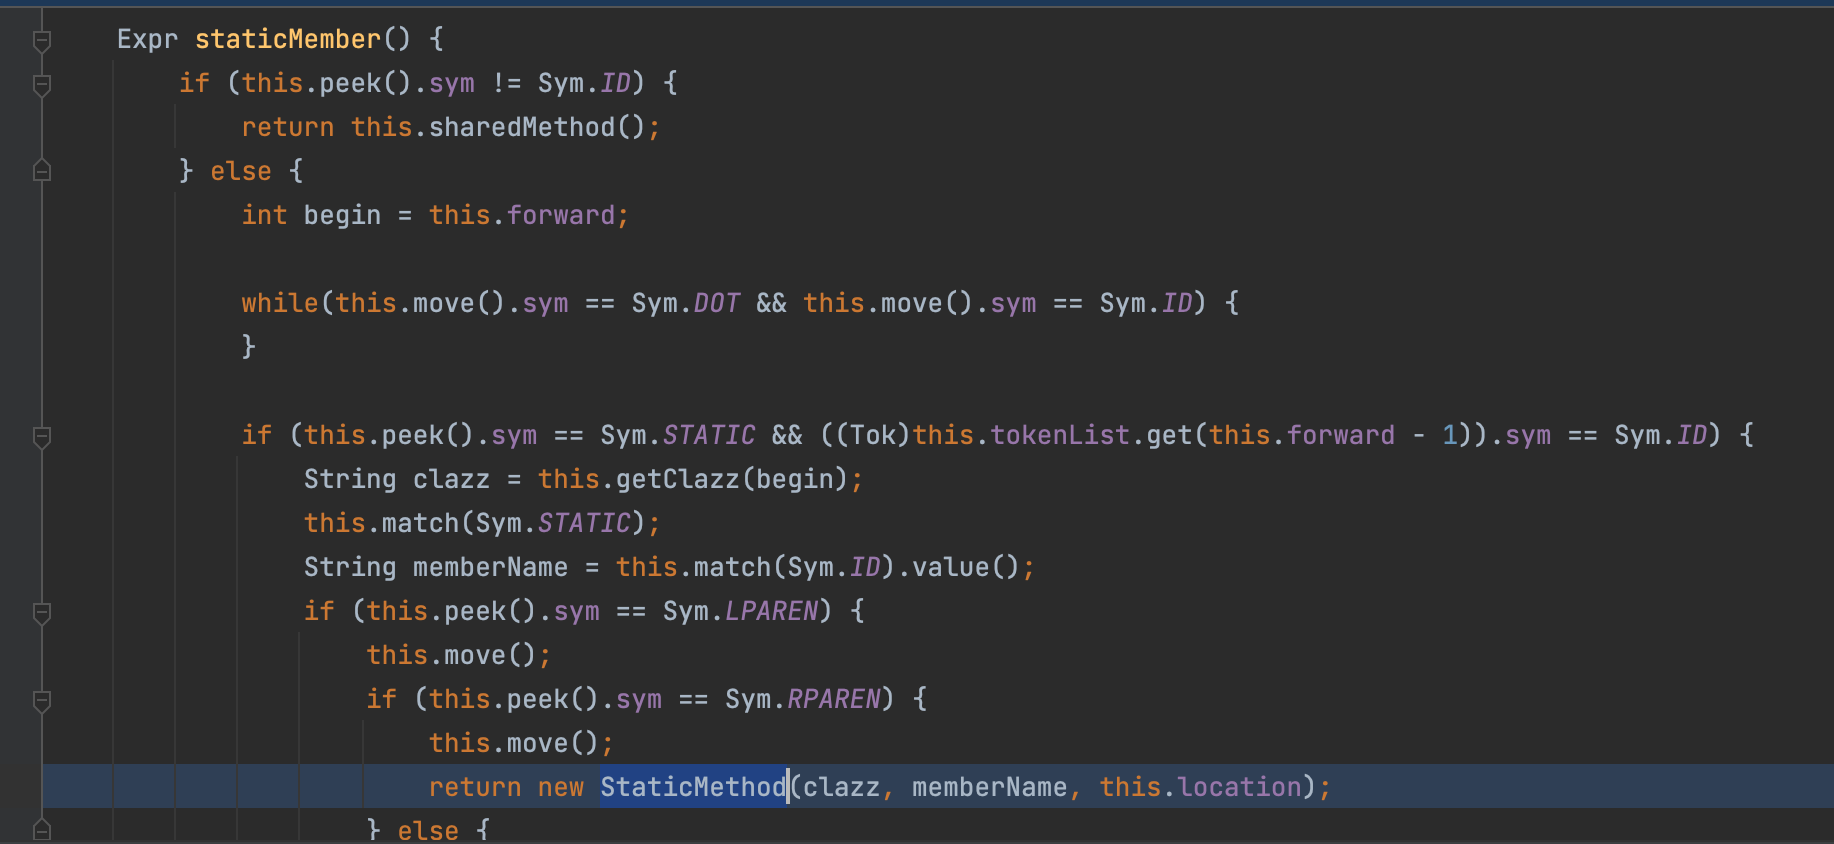 Expr staticMember() {
if (this.peek().sym != Sym.ID) {
return this.sharedMethod();
} else {
int begin = this.forward;
while(this.move().sym == Sym.DOT && this.move().sym == Sym.ID) {
}
if (this.peek().sym == Sym.STATIC && ((Tok)this.tokenList.get(this.forward - 1)).sym == Sym.ID) {
String clazz = this.getClazz(begin);
this.match(Sym.STATIC);
String memberName = this.match(Sym.ID).value();
if (this.peek().sym == Sym.LPAREN) {
this.move();
if (this.peek().sym == Sym.RPAREN) {
this.move();
return new StaticMethod(clazz, memberName, this.location);
} else {